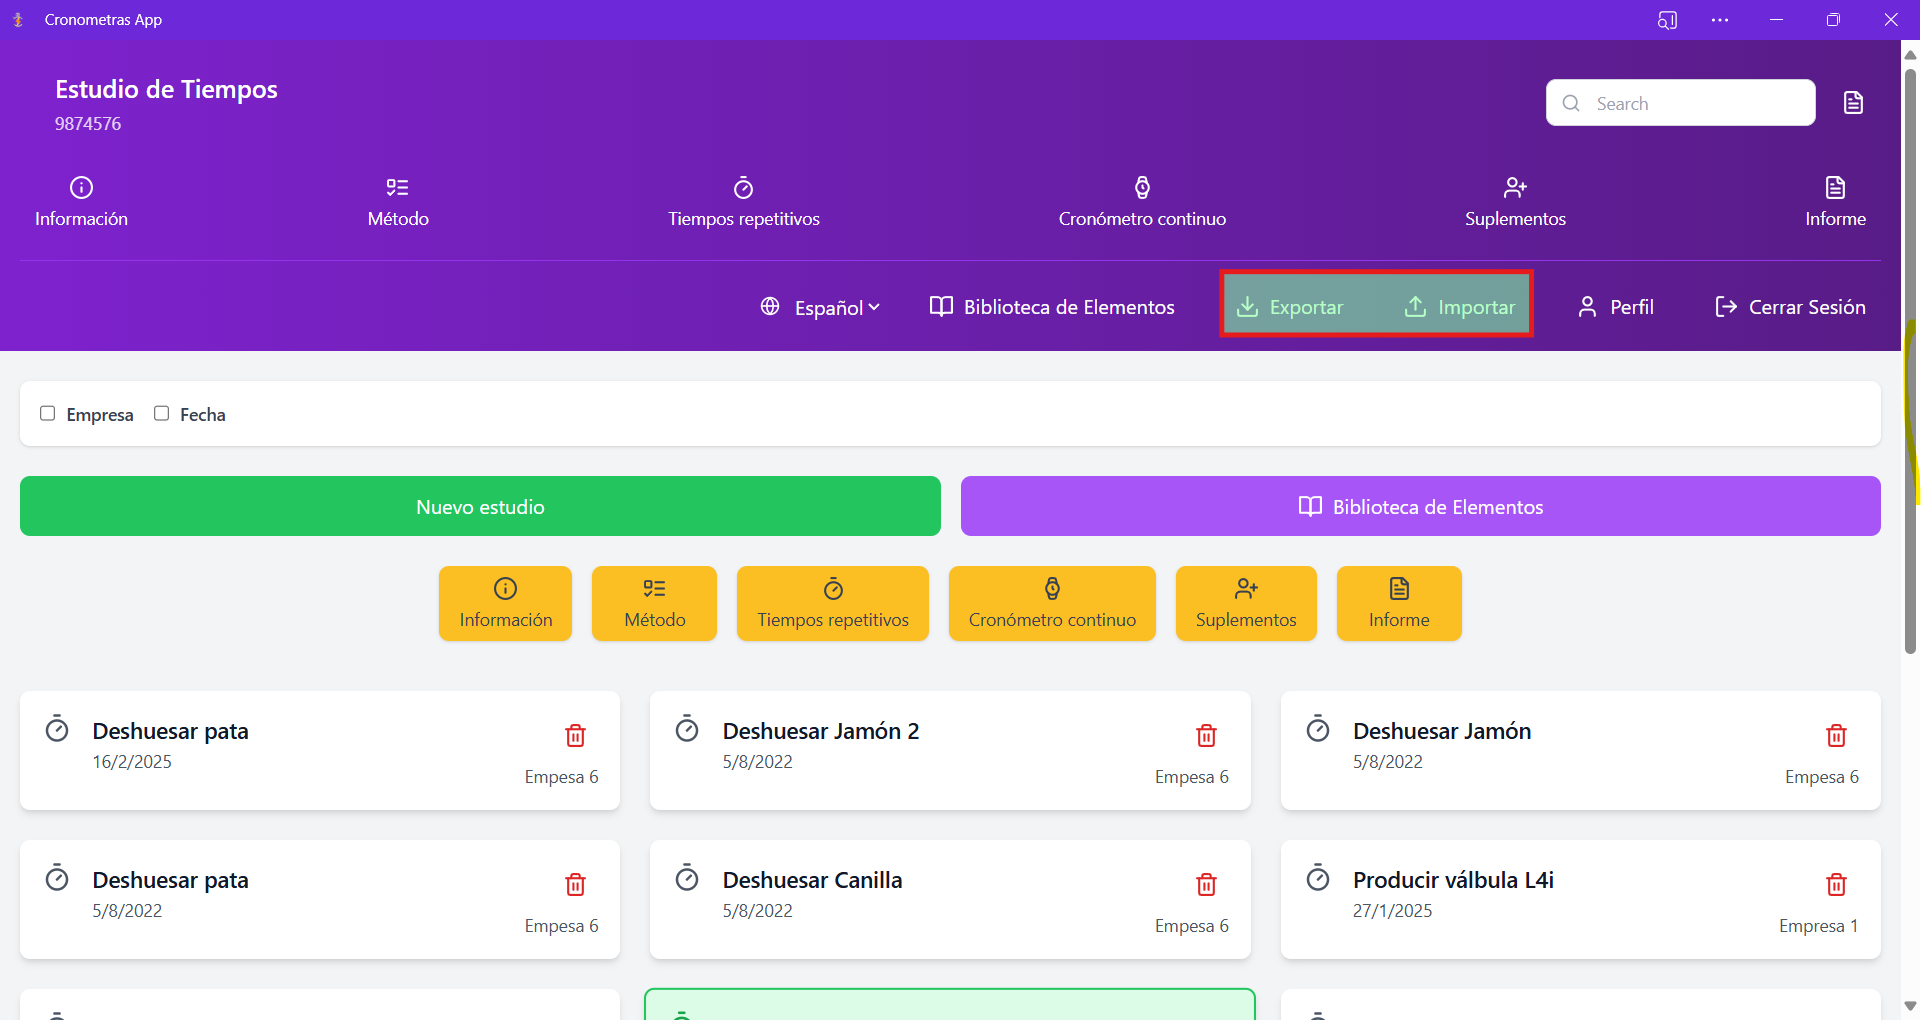 Cronometras App
Estudio de Tiempos
9874576
Search
Información
Método
Tiempos repetitivos
Cronómetro continuo
Suplementos
Informe
Español
Biblioteca de Elementos
Exportar
Importar
Perfil
Cerrar Sesión
Empresa
Fecha
Nuevo estudio
Biblioteca de Elementos
Información
Método
Tiempos repetitivos
Cronómetro continuo
Suplementos
Informe
Deshuesar pata
16/2/2025
Empesa 6
Deshuesar Jamón 2
5/8/2022
Empesa 6
Deshuesar Jamón
5/8/2022
Empesa 6
Deshuesar pata
5/8/2022
Empesa 6
Deshuesar Canilla
5/8/2022
Empesa 6
Producir válbula L4i
27/1/2025
Empresa 1